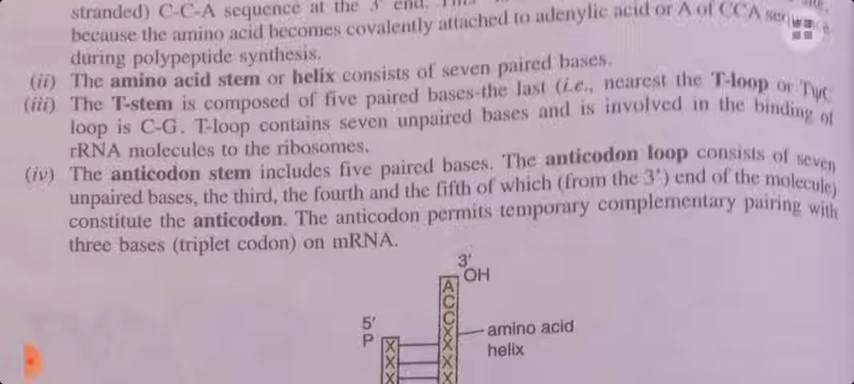 stranded) C-C-A sequence at the 3' end.
because the amino acid becomes covalently attached to adenylic acid or A of CCA
during polypeptide synthesis.
(ii) The amino acid stem or helix consists of seven paired bases.
(iii) The T-stem is composed of five paired bases-the last (i.e., nearest the T-loop or TψC
loop is C-G. T-loop contains seven unpaired bases and is involved in the binding of
rRNA molecules to the ribosomes.
(iv) The anticodon stem includes five paired bases. The anticodon loop consists of seven
unpaired bases, the third, the fourth and the fifth of which (from the 3') end of the molecule)
constitute the anticodon. The anticodon permits temporary complementary pairing with
three bases (triplet codon) on mRNA.
3'
OH
A
C
C
X
X
X
X
5'
P
X
X
X
amino acid
helix